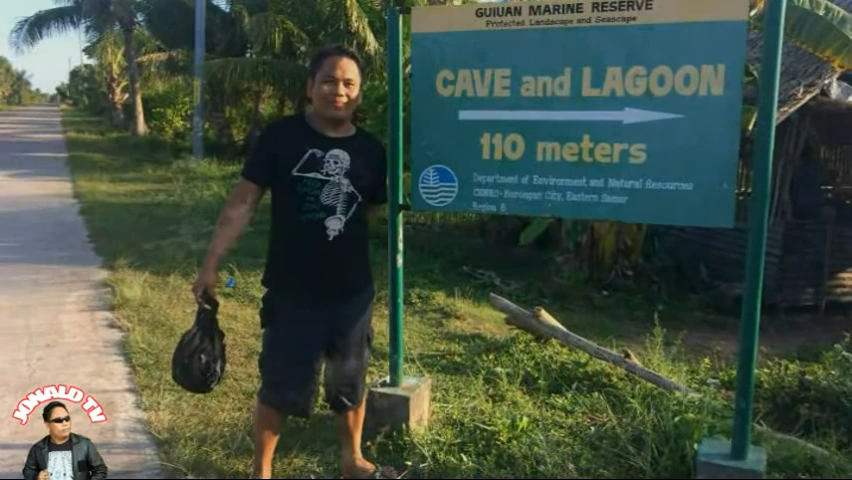 GUIUAN MARINE RESERVE
Protected Landscape and Seascape
CAVE and LAGOON
110 meters
Department of Environment and Natural Resources
CENRO-Borongan City, Eastern Samar
Region 8
JONALD TV